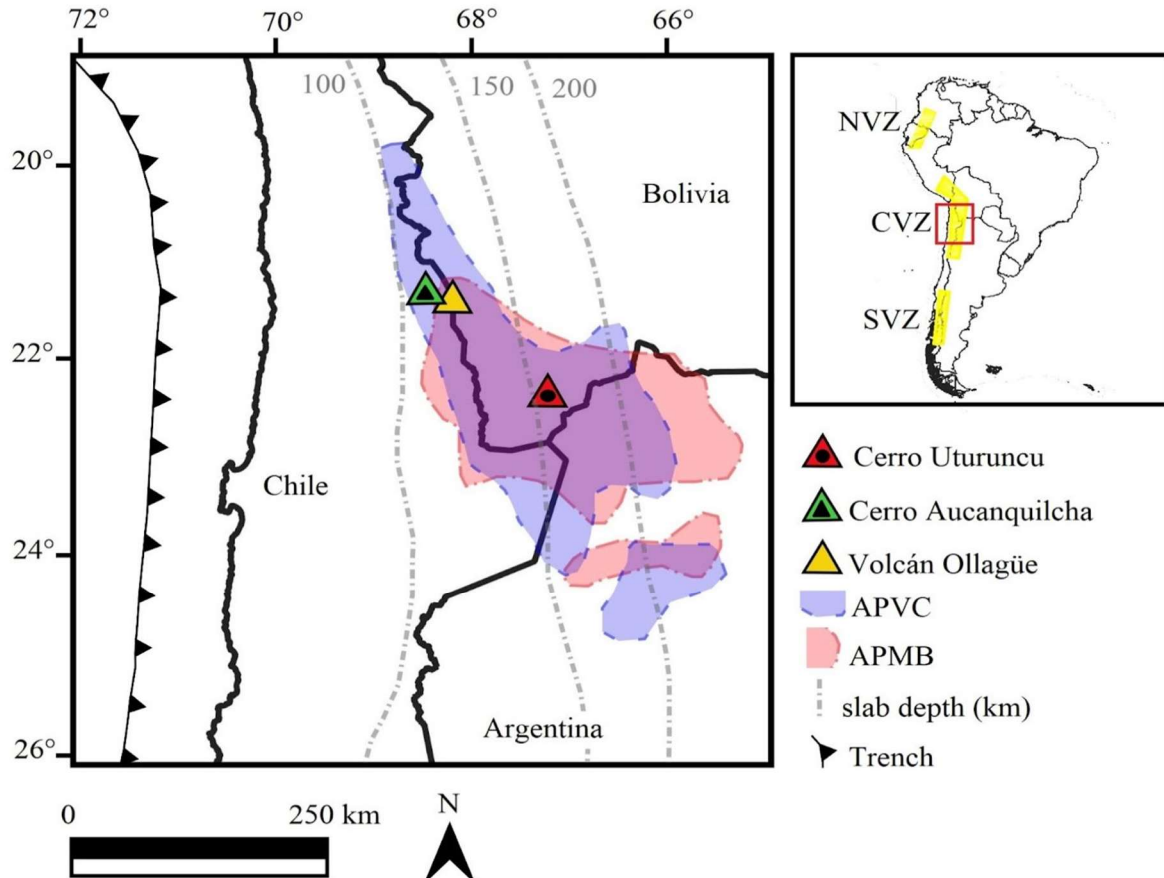 72° 70° 68° 66°
100 150 200
20°
Bolivia
22°
Chile
24°
Argentina
26°
0 250 km
N
NVZ
CVZ
SVZ
Cerro Uturuncu
Cerro Aucanquilcha
Volcán Ollagüe
APVC
APMB
slab depth (km)
Trench